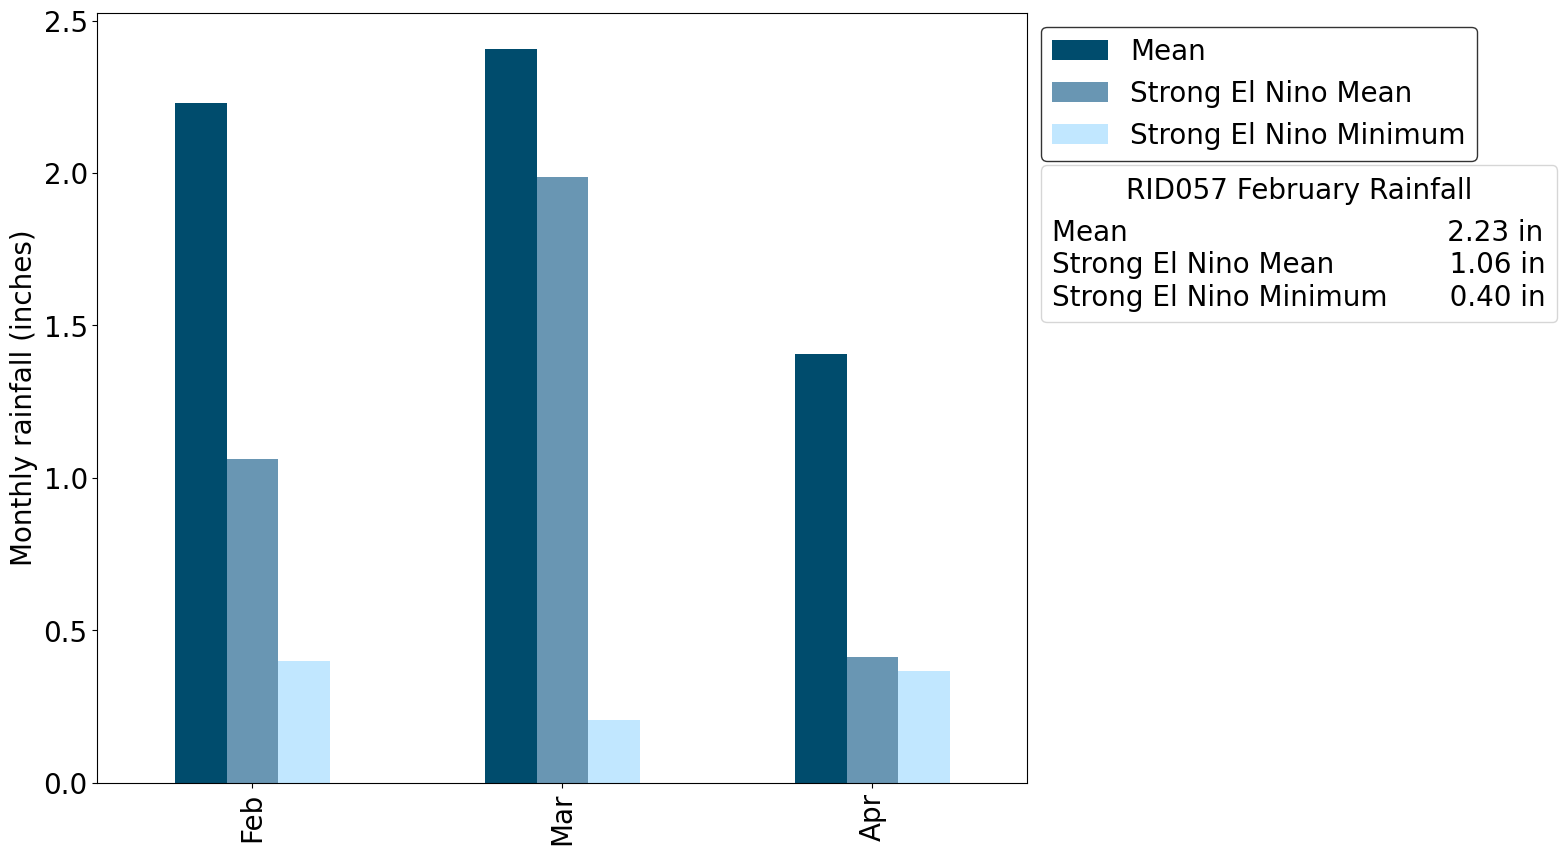 Monthly rainfall (inches)
2.5
2.0
1.5
1.0
0.5
0.0
Feb
Mar
Apr
Mean
Strong El Nino Mean
Strong El Nino Minimum
RID057 February Rainfall
Mean 2.23 in
Strong El Nino Mean 1.06 in
Strong El Nino Minimum 0.40 in